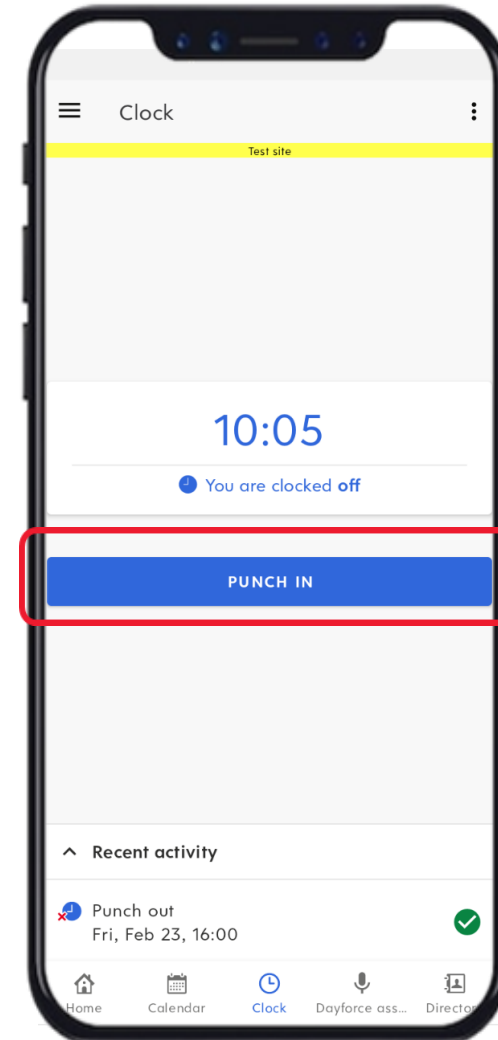 Clock
Test site
10:05
You are clocked off
PUNCH IN
Recent activity
Punch out
Fri, Feb 23, 16:00
Home Calendar Clock Dayforce ass... Director